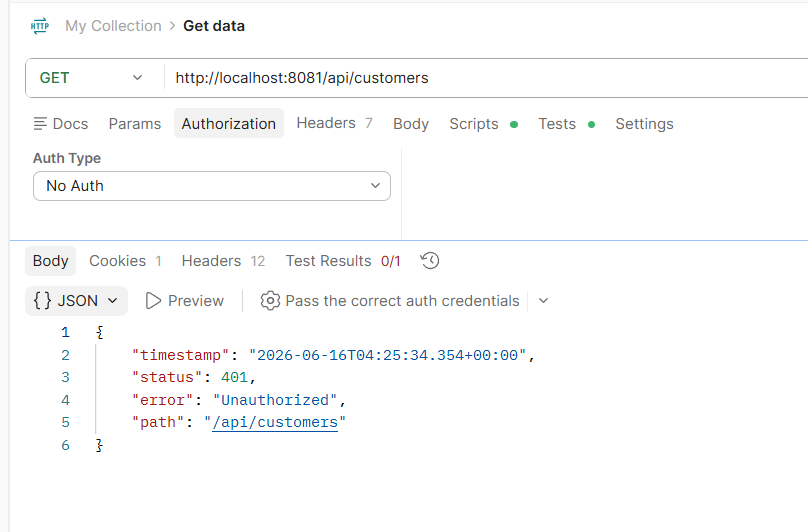 HTTP My Collection > Get data
GET http://localhost:8081/api/customers
Docs Params Authorization Headers 7 Body Scripts Tests Settings
Auth Type
No Auth
Body Cookies 1 Headers 12 Test Results 0/1
{} JSON Preview Pass the correct auth credentials
1 {
2 "timestamp": "2026-06-16T04:25:34.354+00:00",
3 "status": 401,
4 "error": "Unauthorized",
5 "path": "/api/customers"
6 }